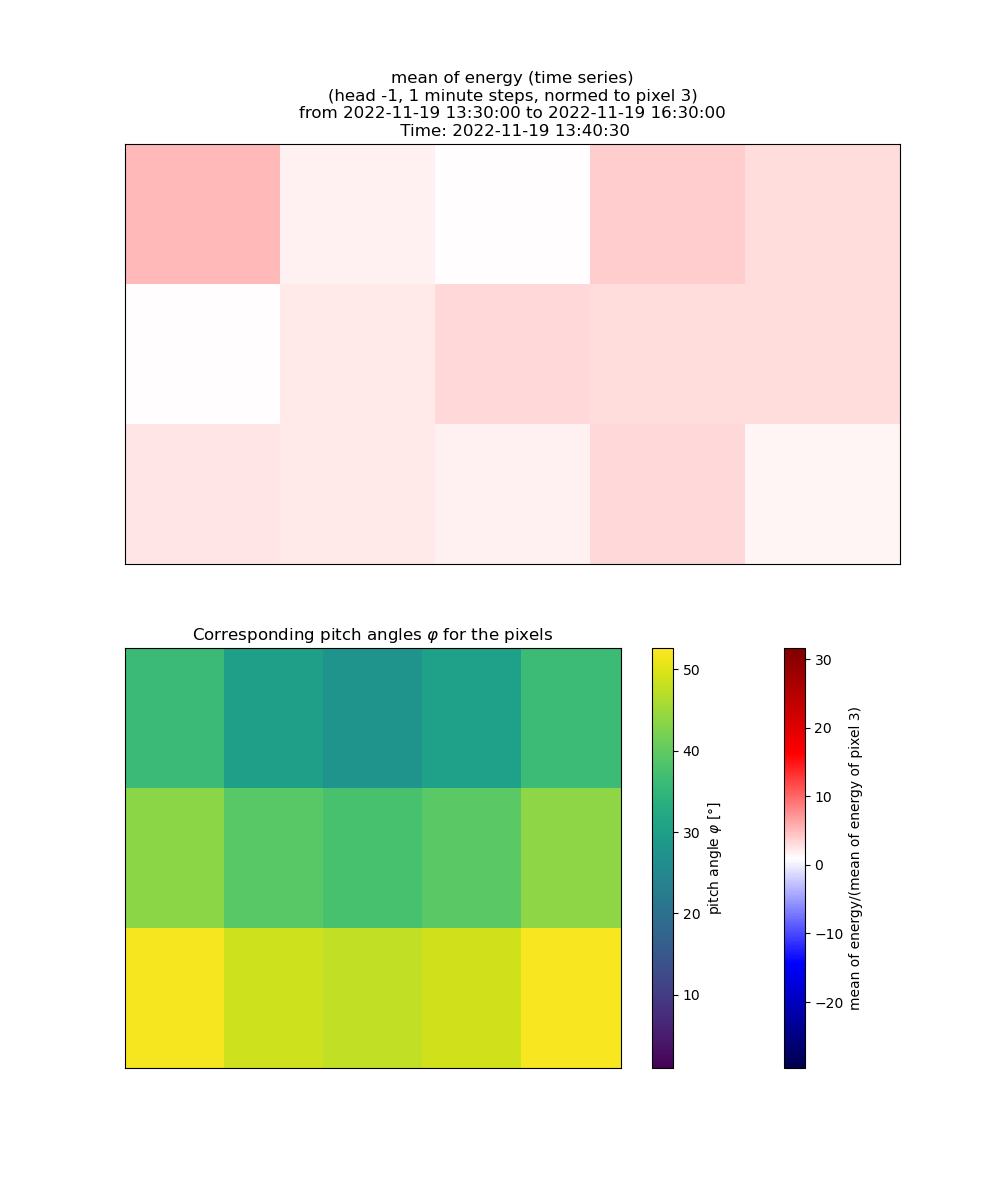 mean of energy (time series)
(head -1, 1 minute steps, normed to pixel 3)
from 2022-11-19 13:30:00 to 2022-11-19 16:30:00
Time: 2022-11-19 13:40:30
Corresponding pitch angles φ for the pixels
50
40
30
20
10
pitch angle φ [°]
30
20
10
0
−10
−20
mean of energy/(mean of energy of pixel 3)